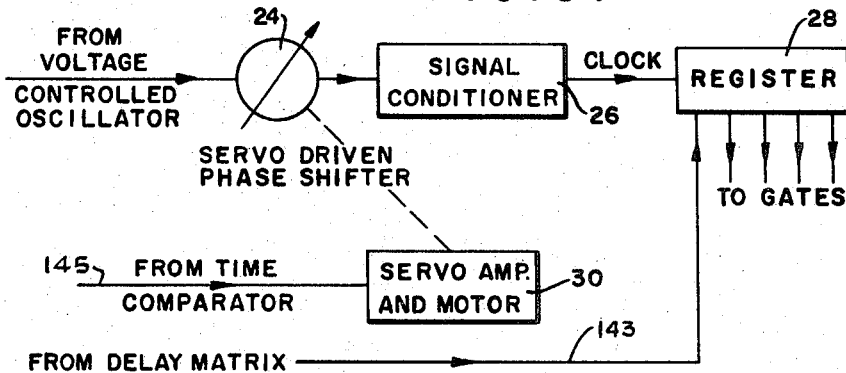 24
28
FROM
VOLTAGE
CONTROLLED
OSCILLATOR
SIGNAL
CONDITIONER
26
CLOCK
REGISTER
SERVO DRIVEN
PHASE SHIFTER
TO GATES
145
FROM TIME
COMPARATOR
SERVO AMP.
AND MOTOR
30
143
FROM DELAY MATRIX